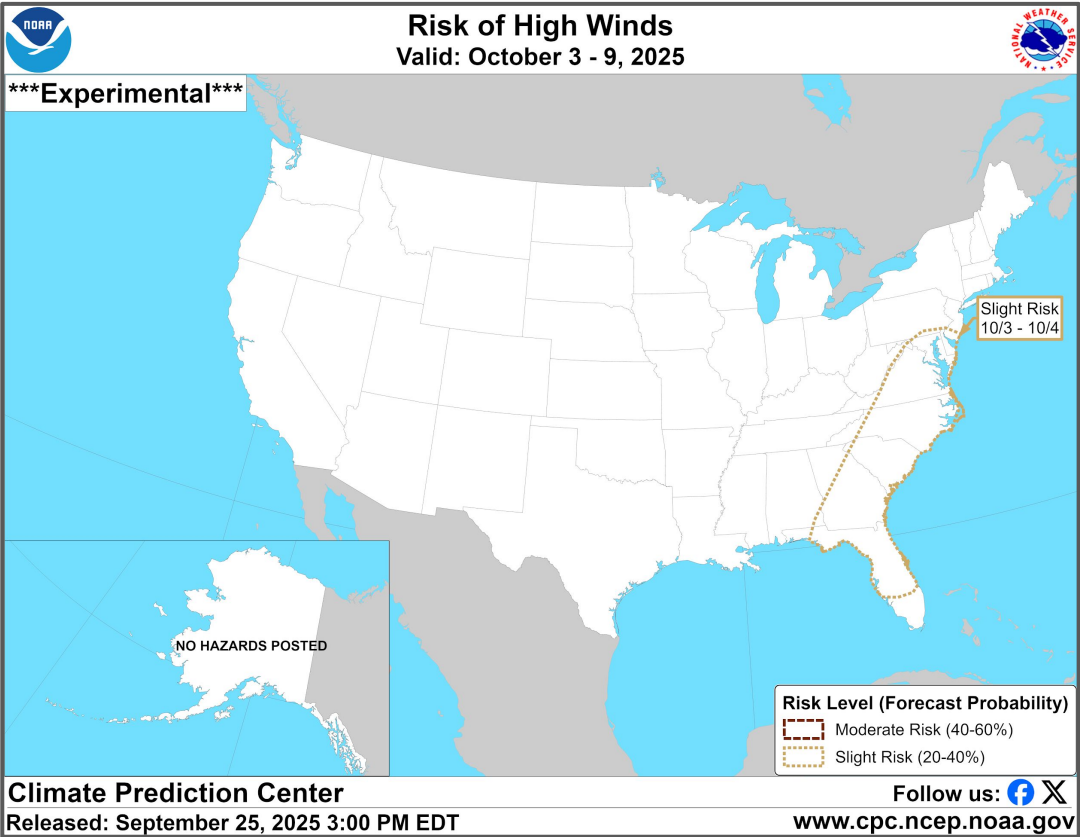 NOAA
Risk of High Winds
Valid: October 3 - 9, 2025
NATIONAL WEATHER SERVICE
***Experimental***
Slight Risk
10/3 - 10/4
NO HAZARDS POSTED
Risk Level (Forecast Probability)
Moderate Risk (40-60%)
Slight Risk (20-40%)
Climate Prediction Center
Follow us:
Released: September 25, 2025 3:00 PM EDT
www.cpc.ncep.noaa.gov